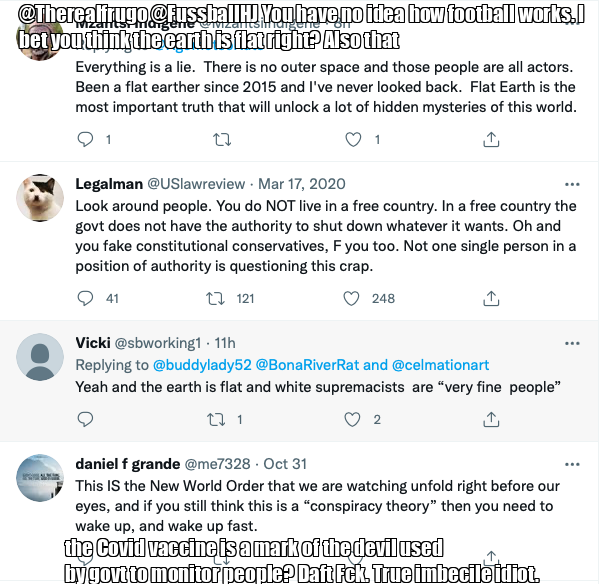 @Therealfrugo @FussballHJ You have no idea how football works. I
bet you think the earth is flat right? Also that
Mzansi's-Indigene
Everything is a lie.  There is no outer space and those people are all actors.
Been a flat earther since 2015 and I've never looked back.  Flat Earth is the
most important truth that will unlock a lot of hidden mysteries of this world.
1 1
Legalman @USlawreview · Mar 17, 2020
Look around people. You do NOT live in a free country. In a free country the
govt does not have the authority to shut down whatever it wants. Oh and
you fake constitutional conservatives, F you too. Not one single person in a
position of authority is questioning this crap.
41 121 248
Vicki @sbworking1 · 11h
Replying to @buddylady52 @BonaRiverRat and @celmationart
Yeah and the earth is flat and white supremacists  are “very fine  people”
1 2
daniel f grande @me7328 · Oct 31
This IS the New World Order that we are watching unfold right before our
eyes, and if you still think this is a “conspiracy theory” then you need to
wake up, and wake up fast.
the Covid vaccine is a mark of the devil used
by govt to monitor people? Daft Fck. True imbecile idiot.